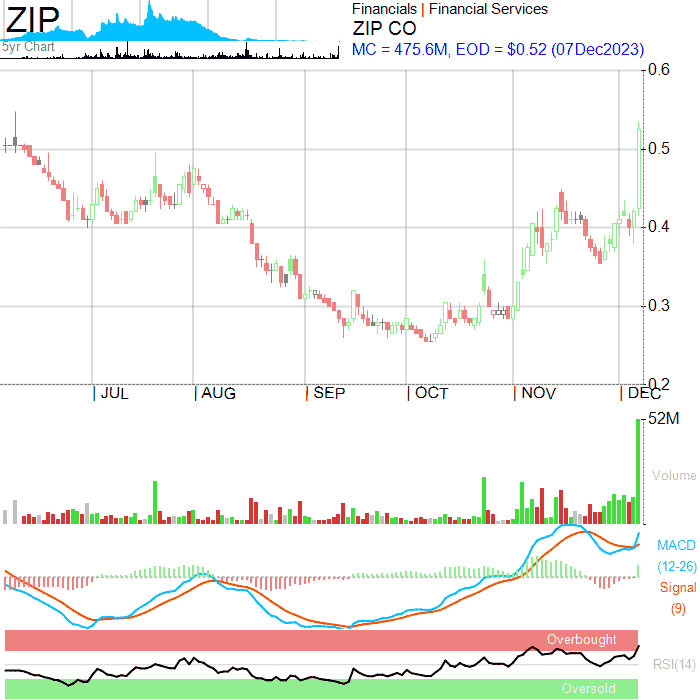 ZIP
5yr Chart
Financials | Financial Services
ZIP CO
MC = 475.6M, EOD = $0.52 (07Dec2023)
0.6
0.5
0.4
0.3
0.2
JUL AUG SEP OCT NOV DEC
52M
Volume
MACD
(12-26)
Signal
(9)
Overbought
RSI(14)
Oversold